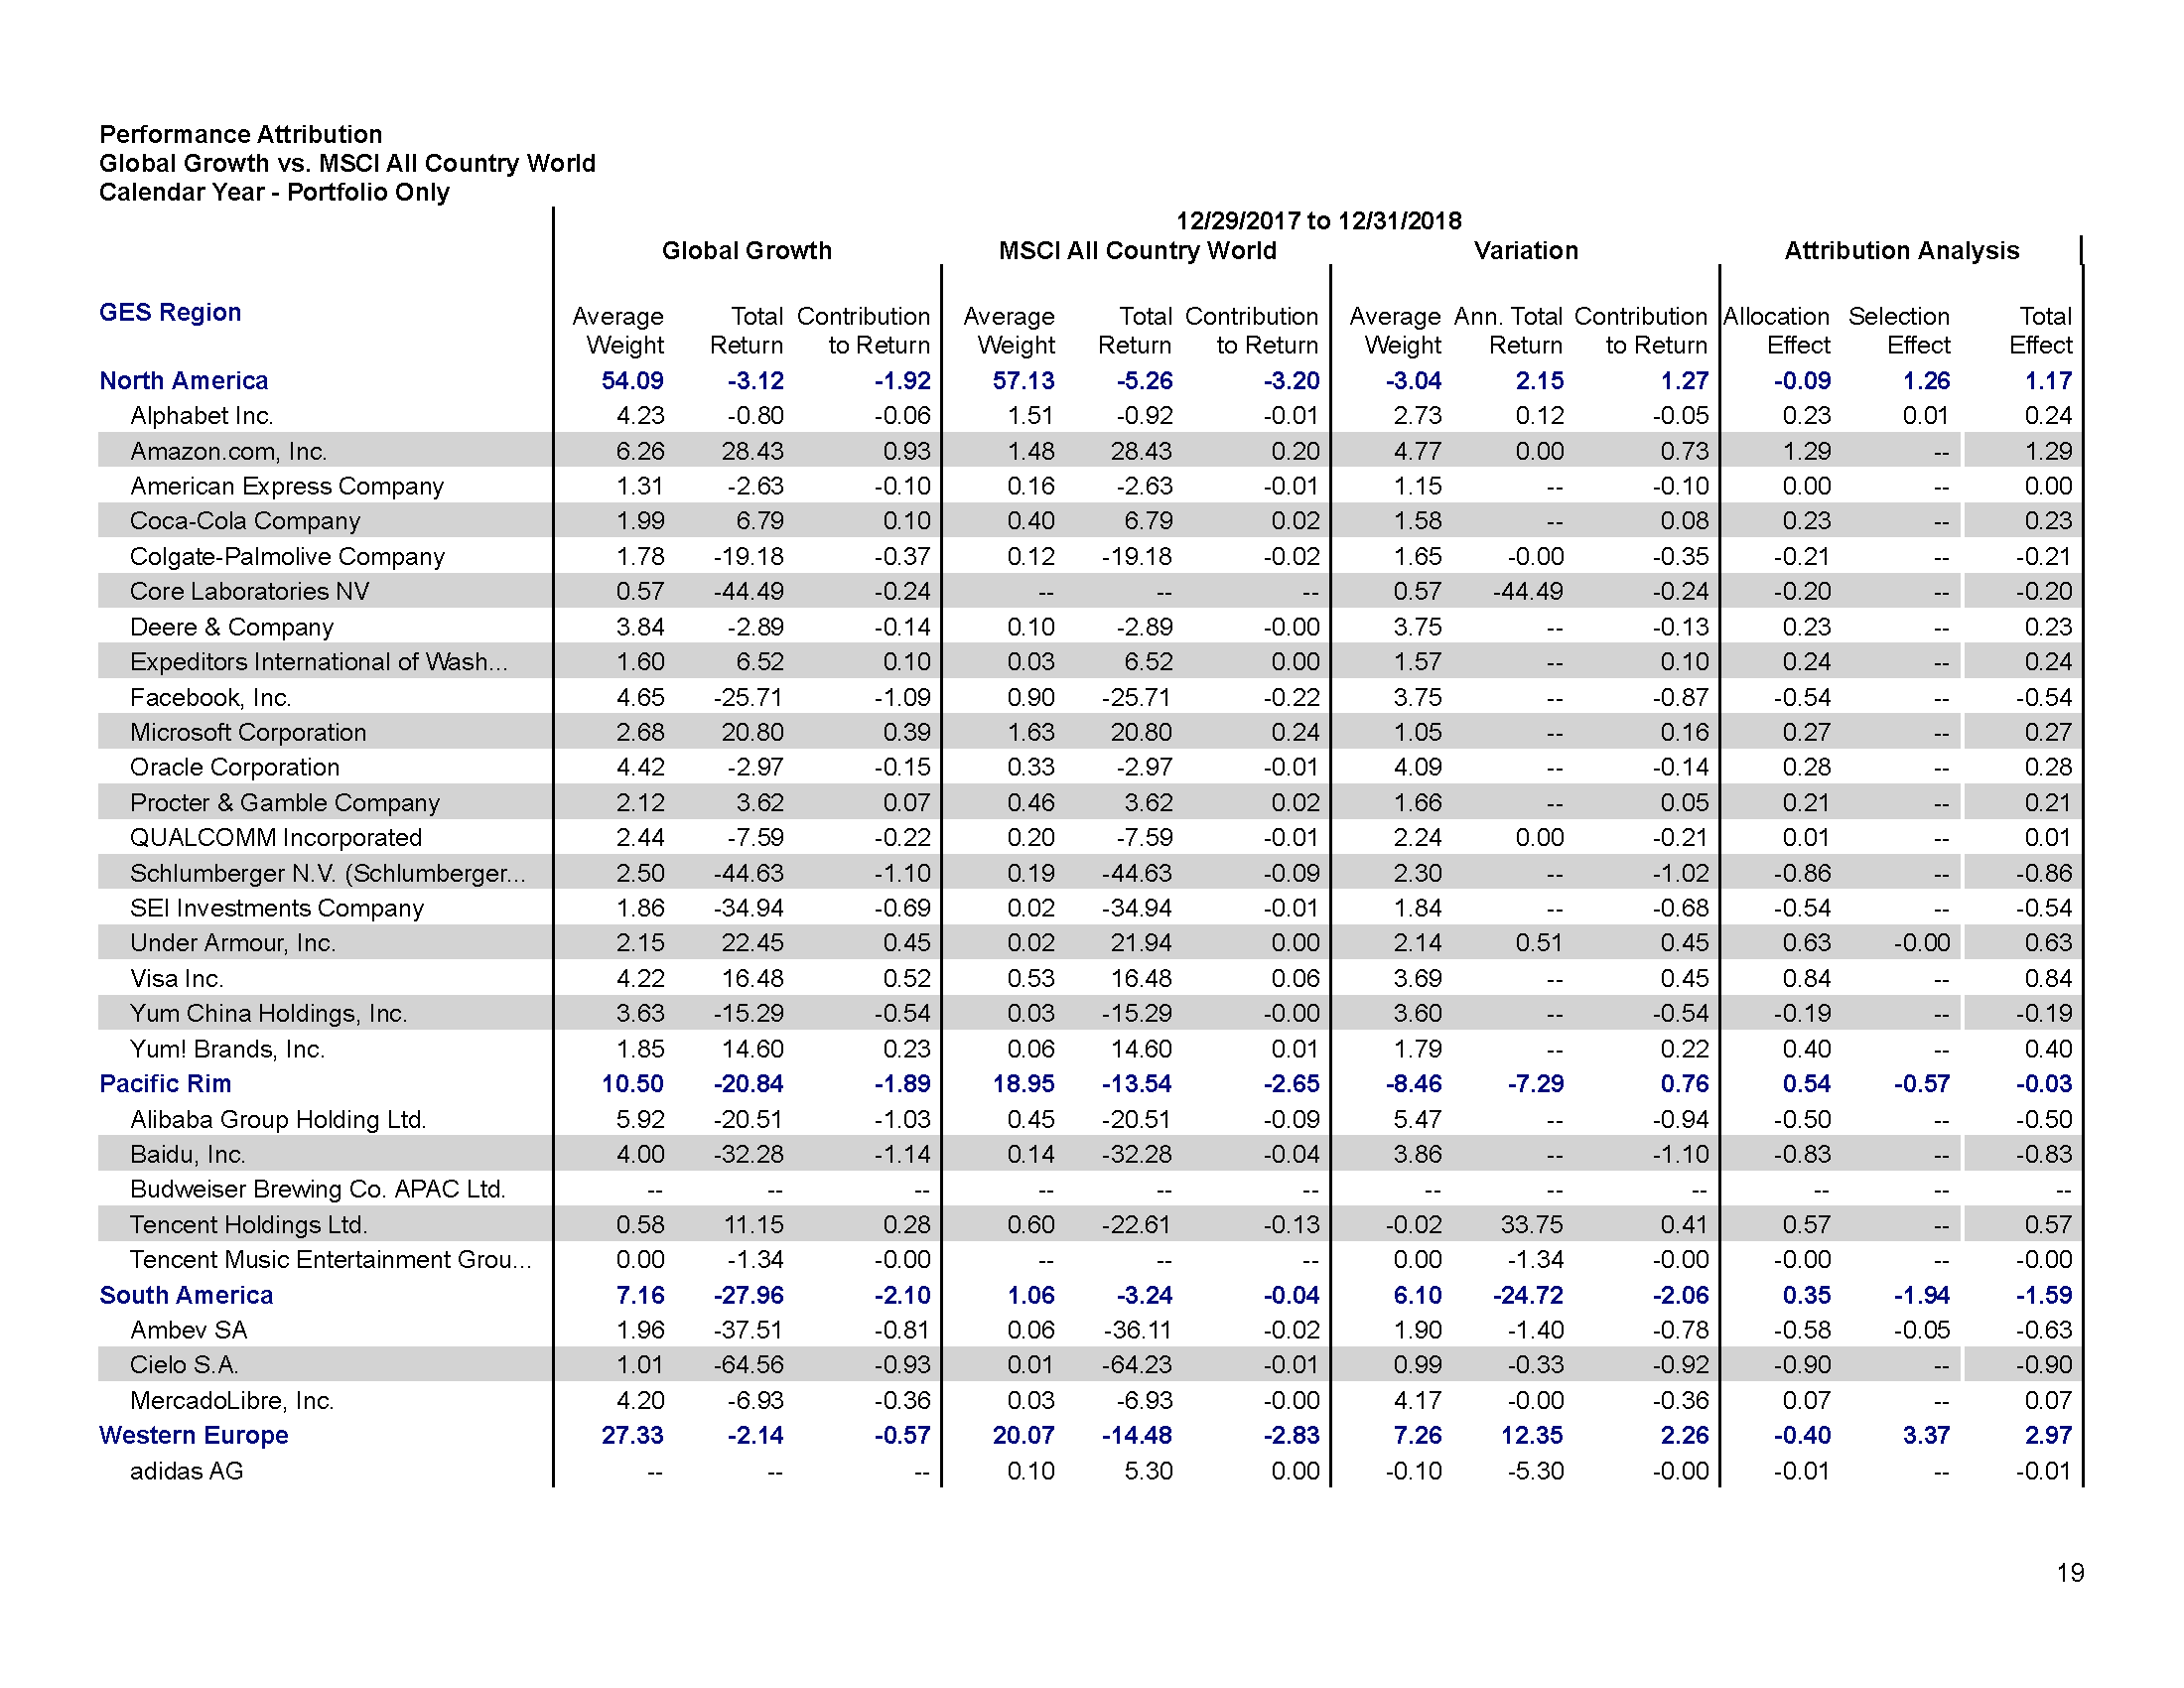 Performance Attribution
Global Growth vs. MSCI All Country World
Calendar Year - Portfolio Only
12/29/2017 to 12/31/2018
Global Growth MSCI All Country World Variation Attribution Analysis
GES Region
Average Total Contribution Average Total Contribution Average Ann. Total Contribution Allocation Selection Total
Weight Return to Return Weight Return to Return Weight Return to Return Effect Effect Effect
North America 54.09 -3.12 -1.92 57.13 -5.26 -3.20 -3.04 2.15 1.27 -0.09 1.26 1.17
Alphabet Inc. 4.23 -0.80 -0.06 1.51 -0.92 -0.01 2.73 0.12 -0.05 0.23 0.01 0.24
Amazon.com, Inc. 6.26 28.43 0.93 1.48 28.43 0.20 4.77 0.00 0.73 1.29 -- 1.29
American Express Company 1.31 -2.63 -0.10 0.16 -2.63 -0.01 1.15 -- -0.10 0.00 -- 0.00
Coca-Cola Company 1.99 6.79 0.10 0.40 6.79 0.02 1.58 -- 0.08 0.23 -- 0.23
Colgate-Palmolive Company 1.78 -19.18 -0.37 0.12 -19.18 -0.02 1.65 -0.00 -0.35 -0.21 -- -0.21
Core Laboratories NV 0.57 -44.49 -0.24 -- -- -- 0.57 -44.49 -0.24 -0.20 -- -0.20
Deere & Company 3.84 -2.89 -0.14 0.10 -2.89 -0.00 3.75 -- -0.13 0.23 -- 0.23
Expeditors International of Wash... 1.60 6.52 0.10 0.03 6.52 0.00 1.57 -- 0.10 0.24 -- 0.24
Facebook, Inc. 4.65 -25.71 -1.09 0.90 -25.71 -0.22 3.75 -- -0.87 -0.54 -- -0.54
Microsoft Corporation 2.68 20.80 0.39 1.63 20.80 0.24 1.05 -- 0.16 0.27 -- 0.27
Oracle Corporation 4.42 -2.97 -0.15 0.33 -2.97 -0.01 4.09 -- -0.14 0.28 -- 0.28
Procter & Gamble Company 2.12 3.62 0.07 0.46 3.62 0.02 1.66 -- 0.05 0.21 -- 0.21
QUALCOMM Incorporated 2.44 -7.59 -0.22 0.20 -7.59 -0.01 2.24 0.00 -0.21 0.01 -- 0.01
Schlumberger N.V. (Schlumberger... 2.50 -44.63 -1.10 0.19 -44.63 -0.09 2.30 -- -1.02 -0.86 -- -0.86
SEI Investments Company 1.86 -34.94 -0.69 0.02 -34.94 -0.01 1.84 -- -0.68 -0.54 -- -0.54
Under Armour, Inc. 2.15 22.45 0.45 0.02 21.94 0.00 2.14 0.51 0.45 0.63 -0.00 0.63
Visa Inc. 4.22 16.48 0.52 0.53 16.48 0.06 3.69 -- 0.45 0.84 -- 0.84
Yum China Holdings, Inc. 3.63 -15.29 -0.54 0.03 -15.29 -0.00 3.60 -- -0.54 -0.19 -- -0.19
Yum! Brands, Inc. 1.85 14.60 0.23 0.06 14.60 0.01 1.79 -- 0.22 0.40 -- 0.40
Pacific Rim 10.50 -20.84 -1.89 18.95 -13.54 -2.65 -8.46 -7.29 0.76 0.54 -0.57 -0.03
Alibaba Group Holding Ltd. 5.92 -20.51 -1.03 0.45 -20.51 -0.09 5.47 -- -0.94 -0.50 -- -0.50
Baidu, Inc. 4.00 -32.28 -1.14 0.14 -32.28 -0.04 3.86 -- -1.10 -0.83 -- -0.83
Budweiser Brewing Co. APAC Ltd. -- -- -- -- -- -- -- -- -- -- -- --
Tencent Holdings Ltd. 0.58 11.15 0.28 0.60 -22.61 -0.13 -0.02 33.75 0.41 0.57 -- 0.57
Tencent Music Entertainment Grou... 0.00 -1.34 -0.00 -- -- -- 0.00 -1.34 -0.00 -0.00 -- -0.00
South America 7.16 -27.96 -2.10 1.06 -3.24 -0.04 6.10 -24.72 -2.06 0.35 -1.94 -1.59
Ambev SA 1.96 -37.51 -0.81 0.06 -36.11 -0.02 1.90 -1.40 -0.78 -0.58 -0.05 -0.63
Cielo S.A. 1.01 -64.56 -0.93 0.01 -64.23 -0.01 0.99 -0.33 -0.92 -0.90 -- -0.90
MercadoLibre, Inc. 4.20 -6.93 -0.36 0.03 -6.93 -0.00 4.17 -0.00 -0.36 0.07 -- 0.07
Western Europe 27.33 -2.14 -0.57 20.07 -14.48 -2.83 7.26 12.35 2.26 -0.40 3.37 2.97
adidas AG -- -- -- 0.10 5.30 0.00 -0.10 -5.30 -0.00 -0.01 -- -0.01
19